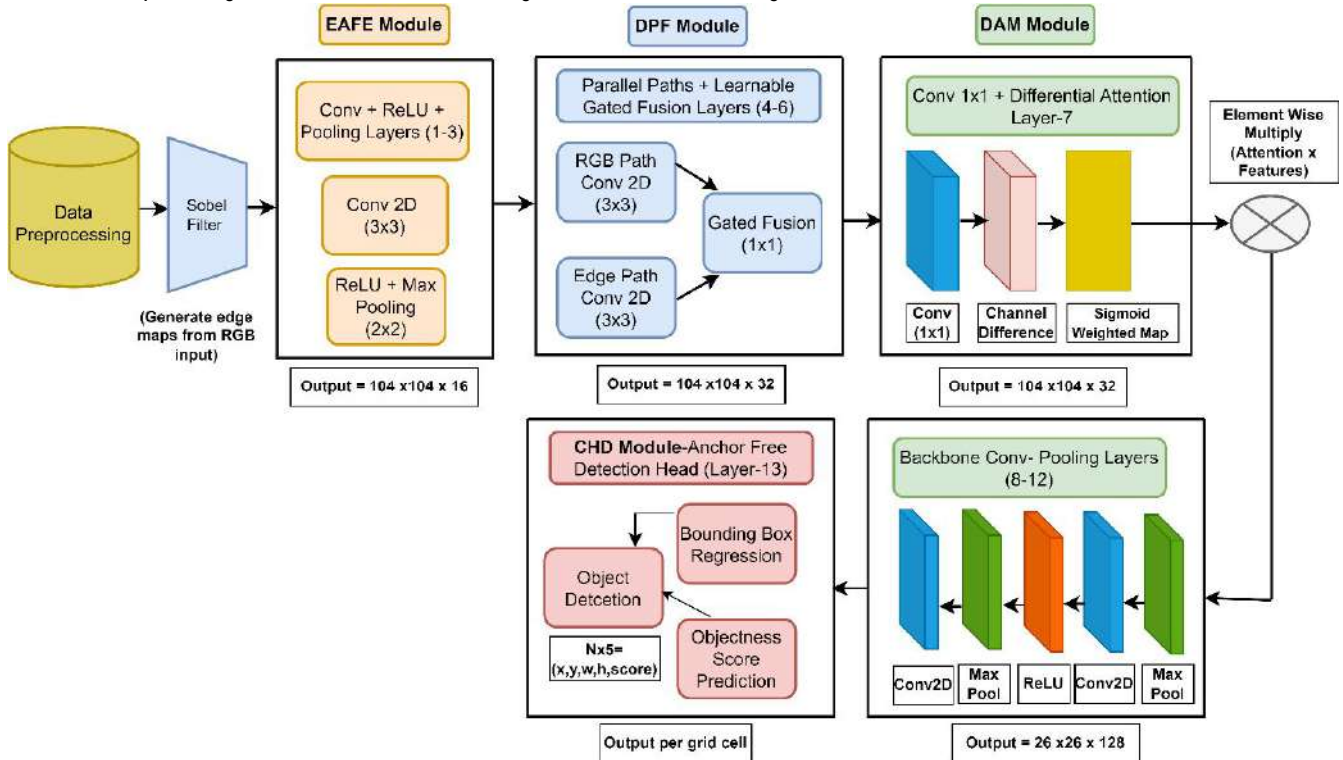 EAFE Module
DPF Module
DAM Module
Data
Preprocessing
Sobel
Filter
(Generate edge
maps from RGB
input)
Conv + ReLU +
Pooling Layers (1-3)
Conv 2D
(3x3)
ReLU + Max
Pooling
(2x2)
Output = 104 x104 x 16
Parallel Paths + Learnable
Gated Fusion Layers (4-6)
RGB Path
Conv 2D
(3x3)
Gated Fusion
(1x1)
Edge Path
Conv 2D
(3x3)
Output = 104 x104 x 32
Conv 1x1 + Differential Attention
Layer-7
Conv
(1x1)
Channel
Difference
Sigmoid
Weighted Map
Output = 104 x104 x 32
Element Wise
Multiply
(Attention x
Features)
Backbone Conv- Pooling Layers
(8-12)
Conv2D
Max
Pool
ReLU
Conv2D
Max
Pool
Output = 26 x26 x 128
CHD Module-Anchor Free
Detection Head (Layer-13)
Bounding Box
Regression
Object
Detcetion
Nx5=
(x,y,w,h,score)
Objectness
Score
Prediction
Output per grid cell